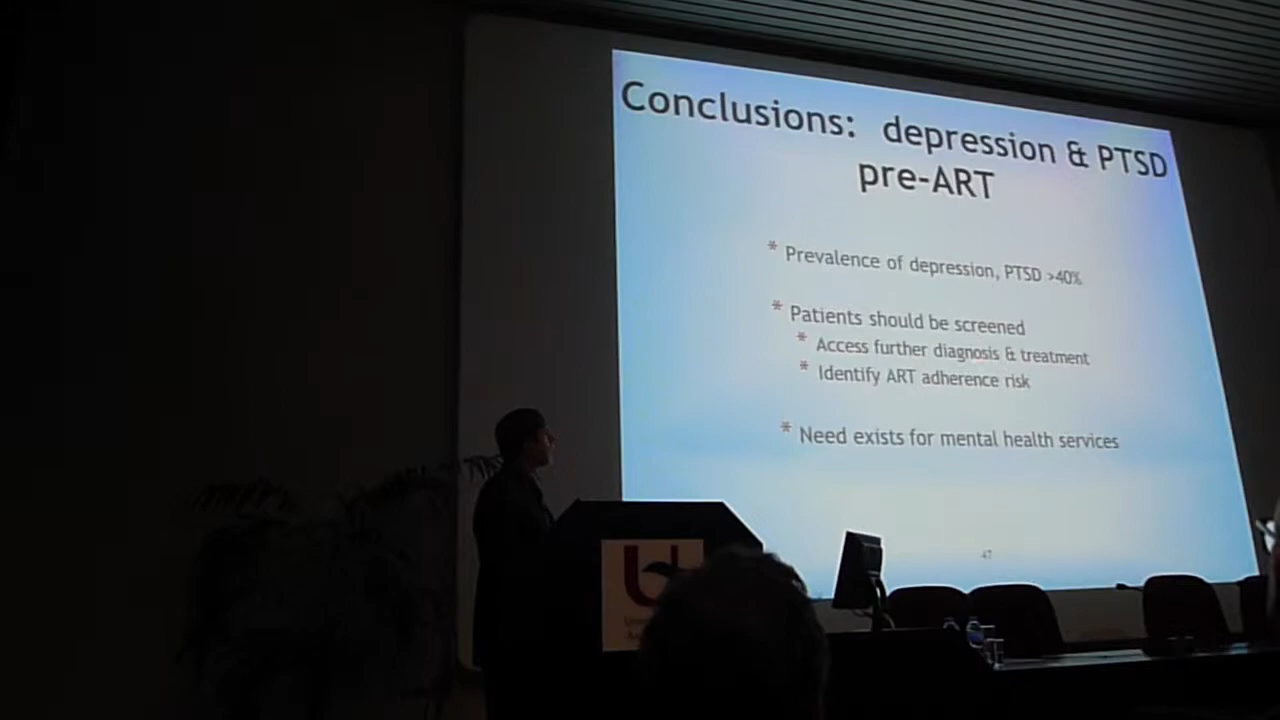 Conclusions: depression & PTSD
pre-ART
* Prevalence of depression, PTSD >40%
* Patients should be screened
* Access further diagnosis & treatment
* Identify ART adherence risk
* Need exists for mental health services
47
U